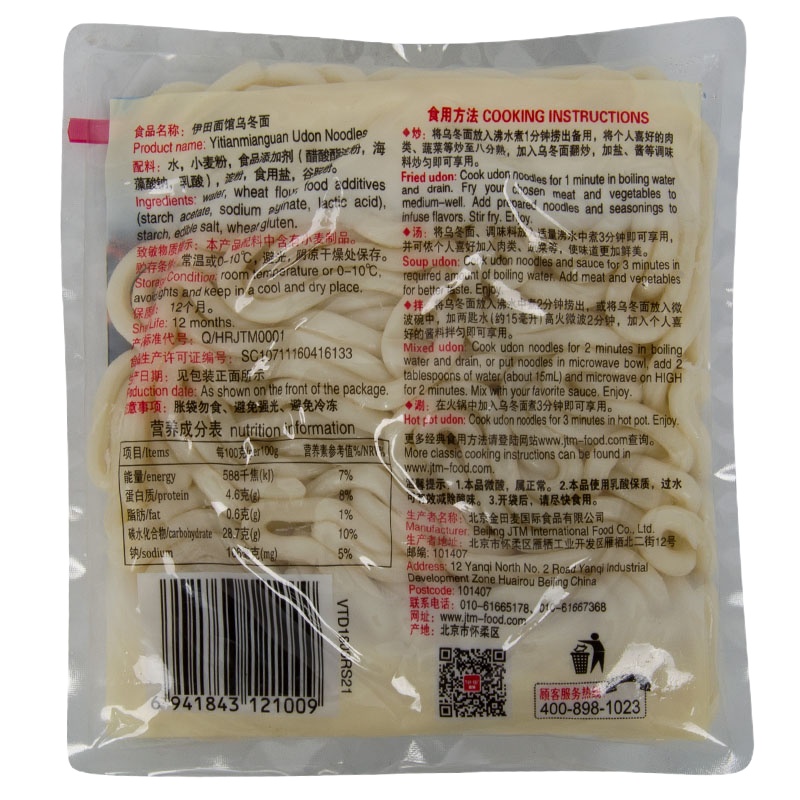 食品名称：伊田面馆乌冬面
Product name: Yitianmianguan Udon Noodles
配料：水，小麦粉，食品添加剂（醋酸酯淀粉，海
藻酸钠，乳酸），淀粉，食用盐，谷朊粉。
Ingredients: water, wheat flour, food additives
(starch acetate, sodium alginate, lactic acid),
starch, edible salt, wheat gluten.
致敏物质提示：本产品配料中含有小麦制品。
贮存条件：常温或0-10℃，避光，阴凉干燥处保存。
Storage Condition: room temperature or 0-10℃,
avoid lights and keep in a cool and dry place.
保质期：12个月。
Shelf Life: 12 months.
产品标准代号：Q/HRJTM0001
食品生产许可证编号：SC10711160416133
生产日期：见包装正面所示
Production date: As shown on the front of the package.
注意事项：胀袋勿食、避免曝光、避免冷冻
营养成分表 nutrition information
项目/Items 每100克/per100g 营养素参考值%/NRV%
能量/energy 588千焦(kJ) 7%
蛋白质/protein 4.6克(g) 8%
脂肪/fat 0.6克(g) 1%
碳水化合物/carbohydrate 28.7克(g) 10%
钠/sodium 毫克(mg) 5%
6 941843 121009
食用方法 COOKING INSTRUCTIONS
◆炒：将乌冬面放入沸水煮1分钟捞出备用，将个人喜好的肉
类、蔬菜等炒至八分熟，加入乌冬面翻炒，加盐、酱等调味
料炒匀即可享用。
Fried udon: Cook udon noodles for 1 minute in boiling water
and drain. Fry your chosen meat and vegetables to
medium-well. Add prepared noodles and seasonings to
infuse flavors. Stir fry. Enjoy.
◆汤：将乌冬面、调味料放入适量沸水中煮3分钟即可享用，
并可依个人喜好加入肉类、蔬菜等，使味道更加鲜美。
Soup udon: Cook udon noodles and sauce for 3 minutes in
required amount of boiling water. Add meat and vegetables
for better taste. Enjoy.
◆拌：将乌冬面放入沸水中煮2分钟捞出，或将乌冬面放入微
波碗中，加两匙水(约15毫升)高火微波2分钟，加入个人喜
好的酱料拌匀即可享用。
Mixed udon: Cook udon noodles for 2 minutes in boiling
water and drain, or put noodles in microwave bowl, add 2
tablespoons of water (about 15mL) and microwave on HIGH
for 2 minutes. Mix with your favorite sauce. Enjoy.
◆涮：在火锅中加入乌冬面煮3分钟即可享用。
Hot pot udon: Cook udon noodles for 3 minutes in hot pot. Enjoy.
更多经典食用方法请登陆网站www.jtm-food.com查询。
More classic cooking instructions can be found in
www.jtm-food.com.
温馨提示：1.本品微酸，属正常。2.本品使用乳酸保质，过水
可有效减除酸味。3.开袋后，请尽快食用。
生产者名称：北京金田麦国际食品有限公司
Manufacturer: Beijing JTM International Food Co., Ltd.
生产者地址：北京市怀柔区雁栖工业开发区雁栖北二街12号
邮编：101407
Address: 12 Yanqi North No. 2 Road Yanqi Industrial
Development Zone Huairou Beijing China
Postcode: 101407
联系电话：010-61665178、010-61667368
网址：www.jtm-food.com
产地：北京市怀柔区
顾客服务热线
400-898-1023